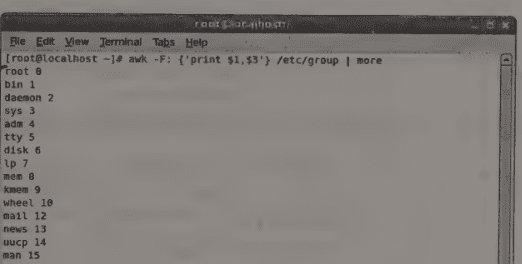 root@localhost:
File Edit View Terminal Tabs Help
[root@localhost ~]# awk -F: {'print $1,$3'} /etc/group | more
root 0
bin 1
daemon 2
sys 3
adm 4
tty 5
disk 6
lp 7
mem 8
kmem 9
wheel 10
mail 12
news 13
uucp 14
man 15